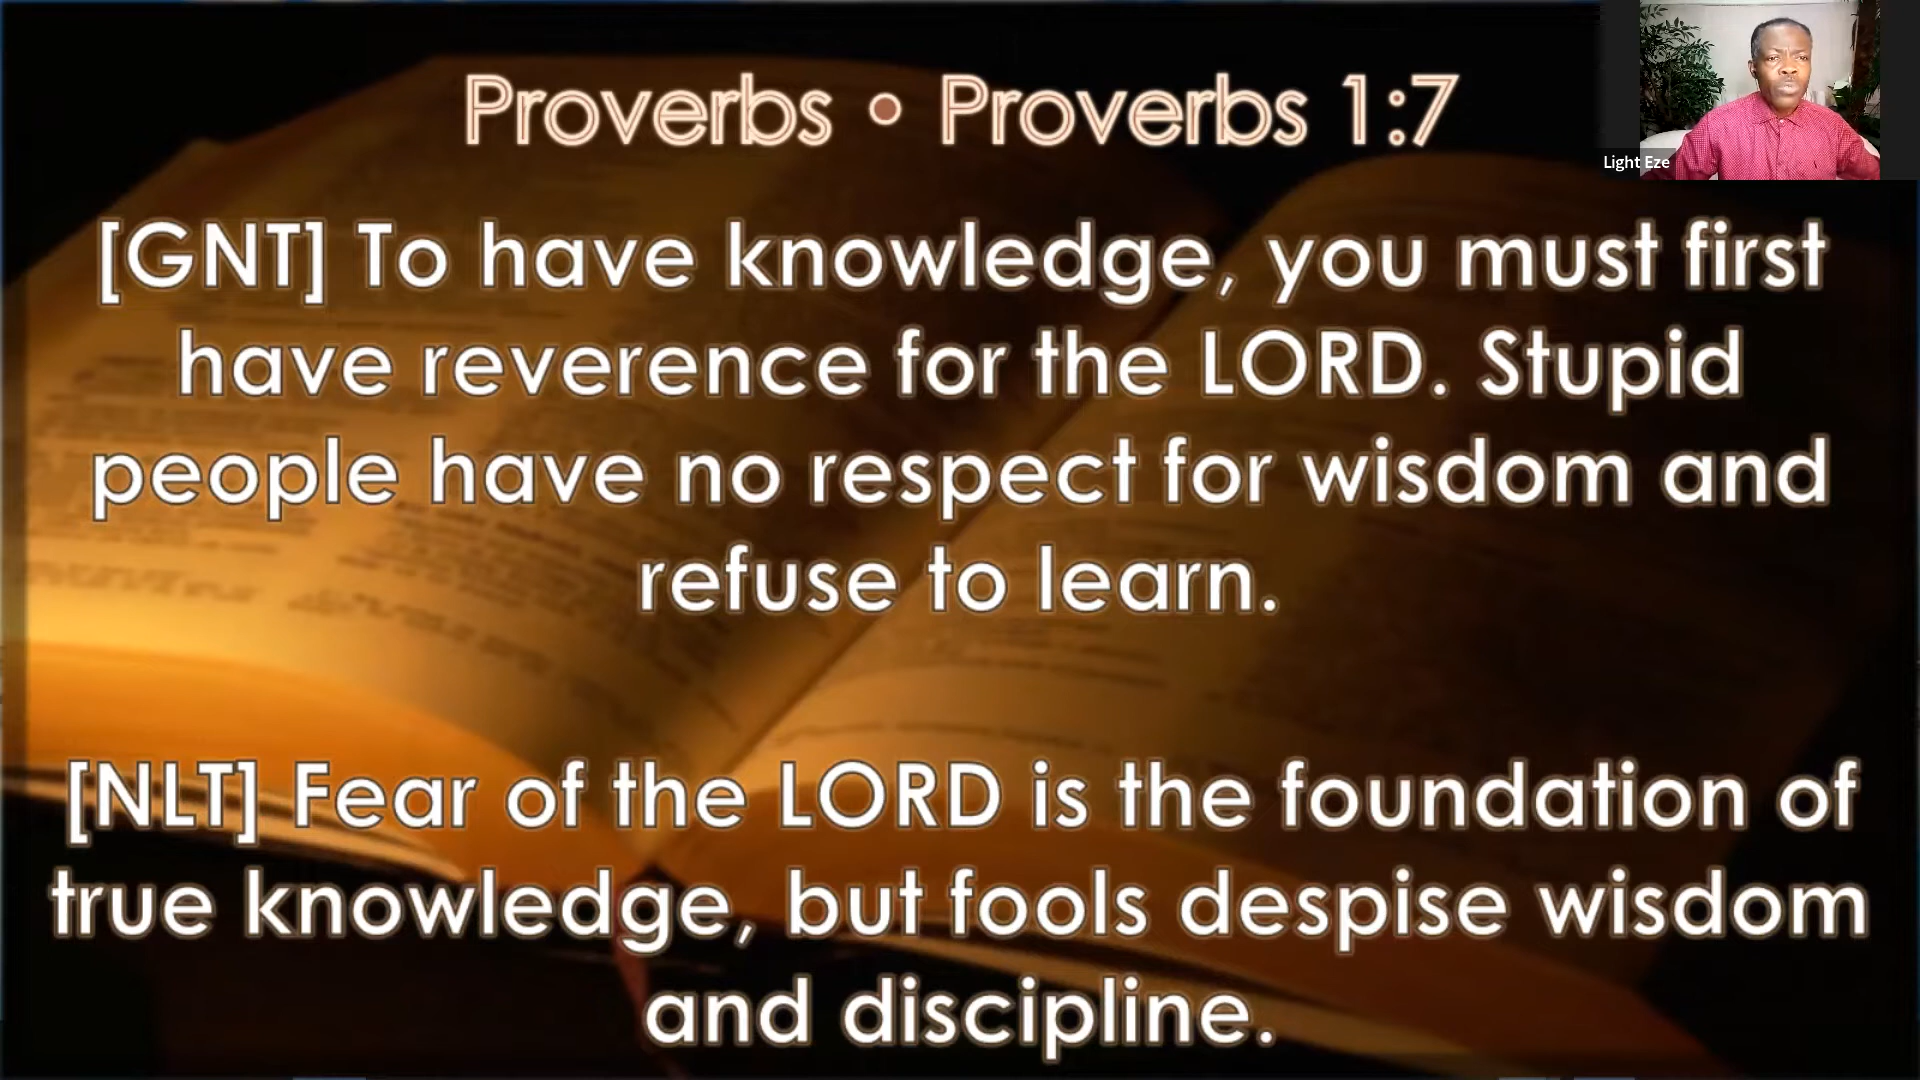 Proverbs • Proverbs 1:7
Light Eze
[GNT] To have knowledge, you must first
have reverence for the LORD. Stupid
people have no respect for wisdom and
refuse to learn.
[NLT] Fear of the LORD is the foundation of
true knowledge, but fools despise wisdom
and discipline.